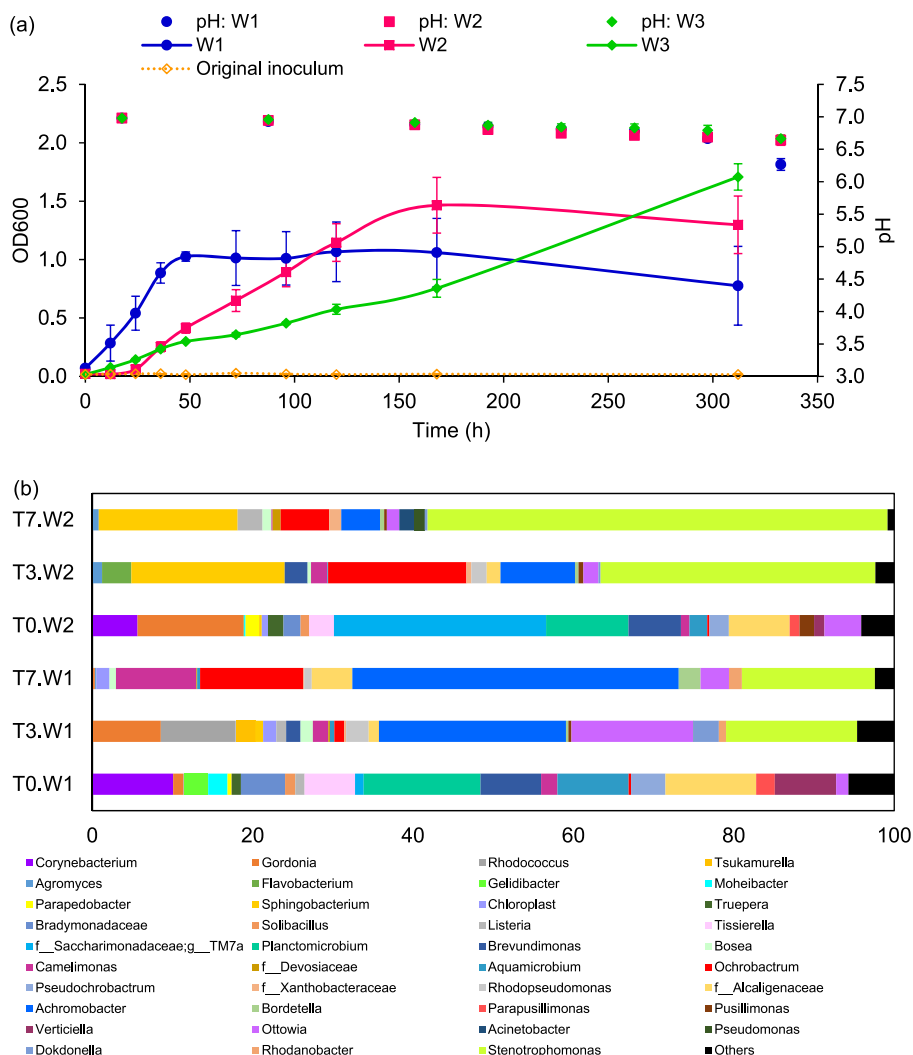 (a)
pH: W1 pH: W2 pH: W3
W1 W2 W3
Original inoculum
2.5 7.5
7.0
2.0 6.5
6.0
1.5 5.5
OD600 pH
1.0 5.0
4.5
0.5 4.0
3.5
0.0 3.0
0 50 100 150 200 250 300 350
Time (h)
(b)
T7.W2
T3.W2
T0.W2
T7.W1
T3.W1
T0.W1
0 20 40 60 80 100
Corynebacterium Gordonia Rhodococcus Tsukamurella
Agromyces Flavobacterium Gelidibacter Moheibacter
Parapedobacter Sphingobacterium Chloroplast Truepera
Bradymonadaceae Solibacillus Listeria Tissierella
f__Saccharimonadaceae;g__TM7a Planctomicrobium Brevundimonas Bosea
Camelimonas f__Devosiaceae Aquamicrobium Ochrobactrum
Pseudochrobactrum f__Xanthobacteraceae Rhodopseudomonas f__Alcaligenaceae
Achromobacter Bordetella Parapusillimonas Pusillimonas
Verticiella Ottowia Acinetobacter Pseudomonas
Dokdonella Rhodanobacter Stenotrophomonas Others